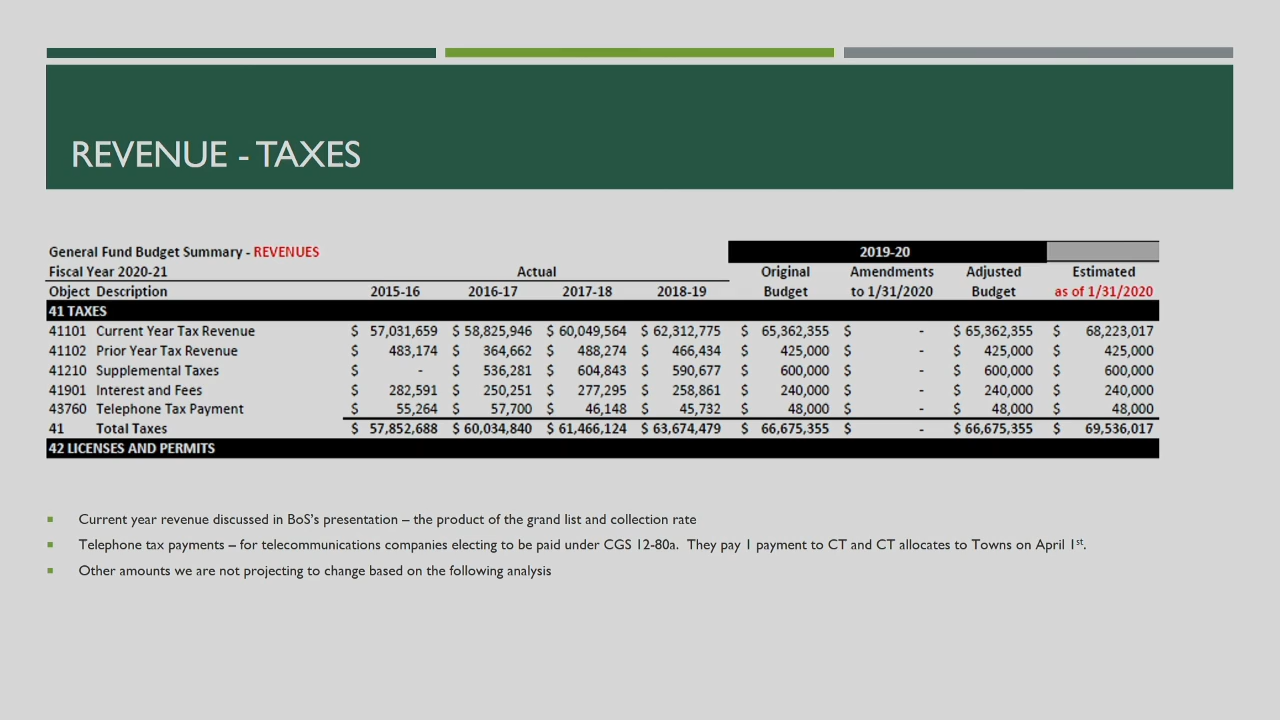 REVENUE - TAXES
General Fund Budget Summary - REVENUES 2019-20
Fiscal Year 2020-21 Actual Original Amendments Adjusted Estimated
Object Description 2015-16 2016-17 2017-18 2018-19 Budget to 1/31/2020 Budget as of 1/31/2020
41 TAXES
41101 Current Year Tax Revenue $ 57,031,659 $ 58,825,946 $ 60,049,564 $ 62,312,775 $ 65,362,355 $ - $ 65,362,355 $ 68,223,017
41102 Prior Year Tax Revenue $ 483,174 $ 364,662 $ 488,274 $ 466,434 $ 425,000 $ - $ 425,000 $ 425,000
41210 Supplemental Taxes $ - $ 536,281 $ 604,843 $ 590,677 $ 600,000 $ - $ 600,000 $ 600,000
41901 Interest and Fees $ 282,591 $ 250,251 $ 277,295 $ 258,861 $ 240,000 $ - $ 240,000 $ 240,000
43760 Telephone Tax Payment $ 55,264 $ 57,700 $ 46,148 $ 45,732 $ 48,000 $ - $ 48,000 $ 48,000
41 Total Taxes $ 57,852,688 $ 60,034,840 $ 61,466,124 $ 63,674,479 $ 66,675,355 $ - $ 66,675,355 $ 69,536,017
42 LICENSES AND PERMITS
▪ Current year revenue discussed in BoS's presentation – the product of the grand list and collection rate
▪ Telephone tax payments – for telecommunications companies electing to be paid under CGS 12-80a. They pay 1 payment to CT and CT allocates to Towns on April 1st.
▪ Other amounts we are not projecting to change based on the following analysis